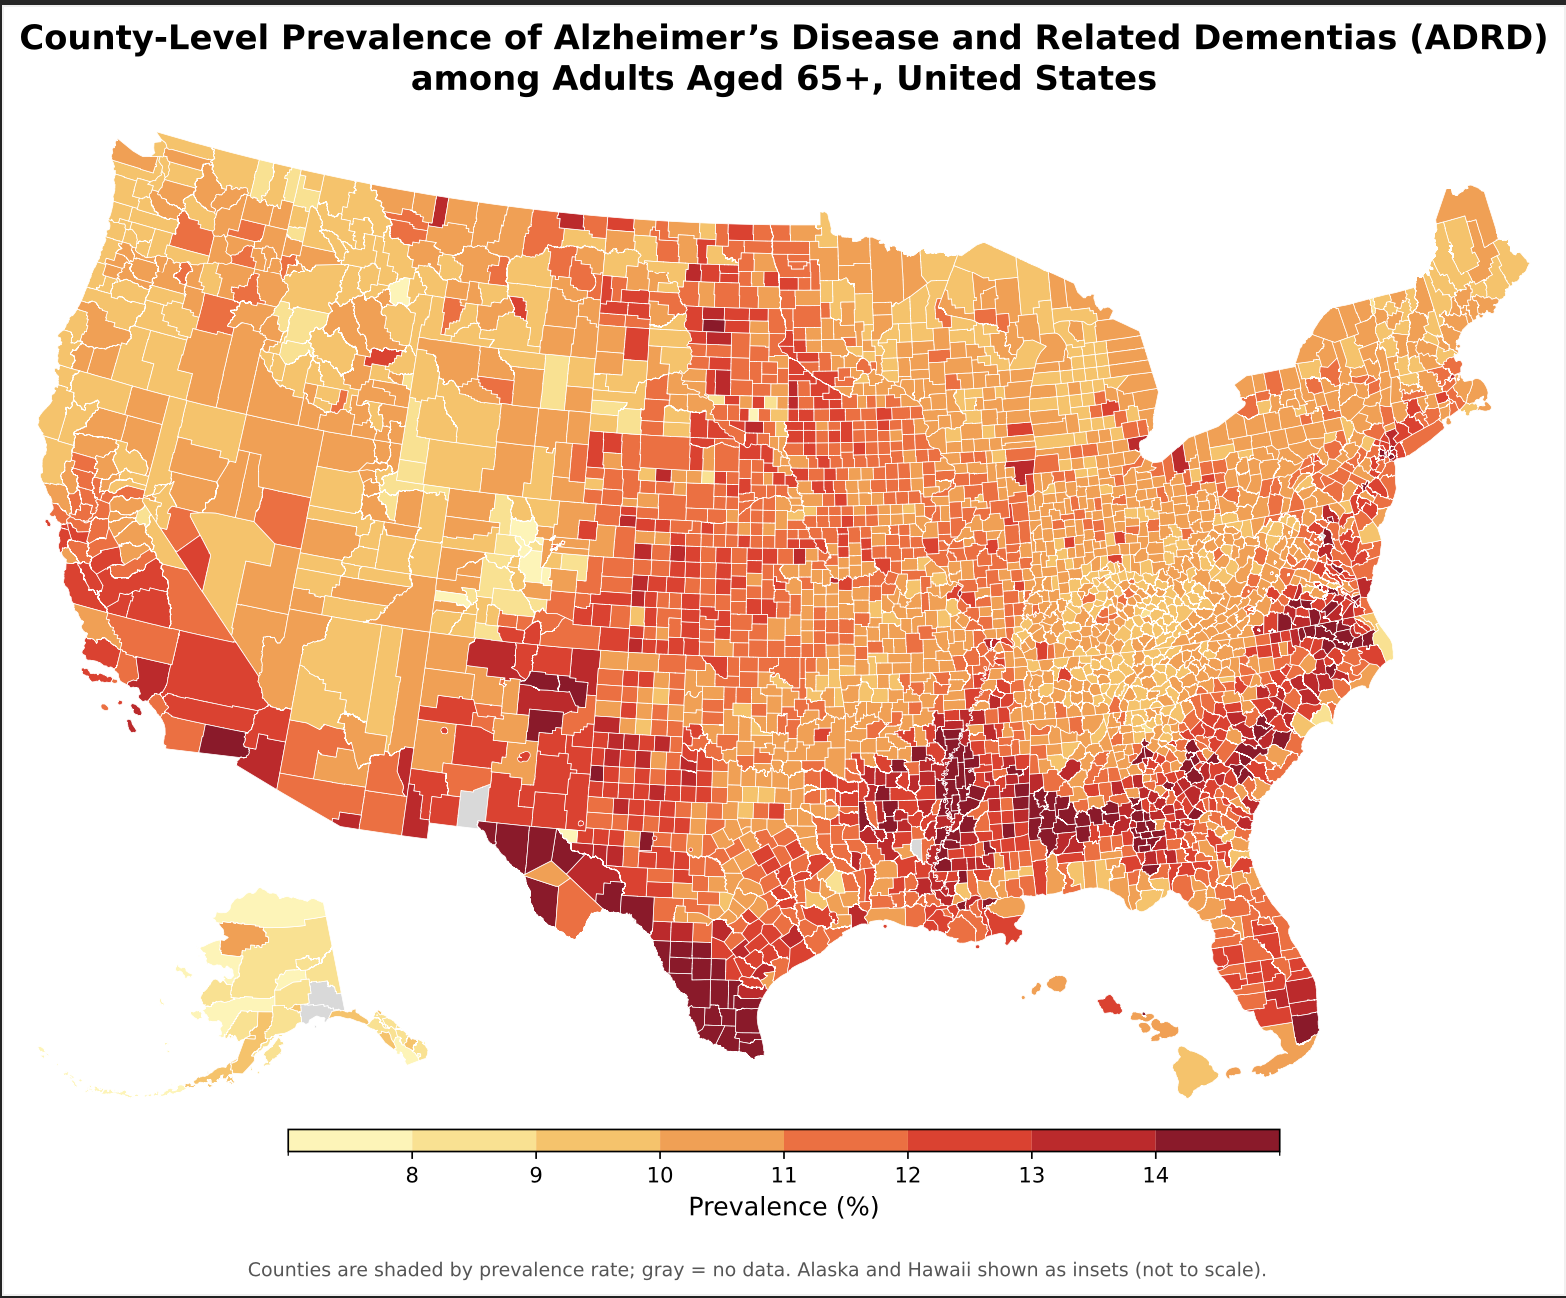 County-Level Prevalence of Alzheimer’s Disease and Related Dementias (ADRD)
among Adults Aged 65+, United States
8 9 10 11 12 13 14
Prevalence (%)
Counties are shaded by prevalence rate; gray = no data. Alaska and Hawaii shown as insets (not to scale).